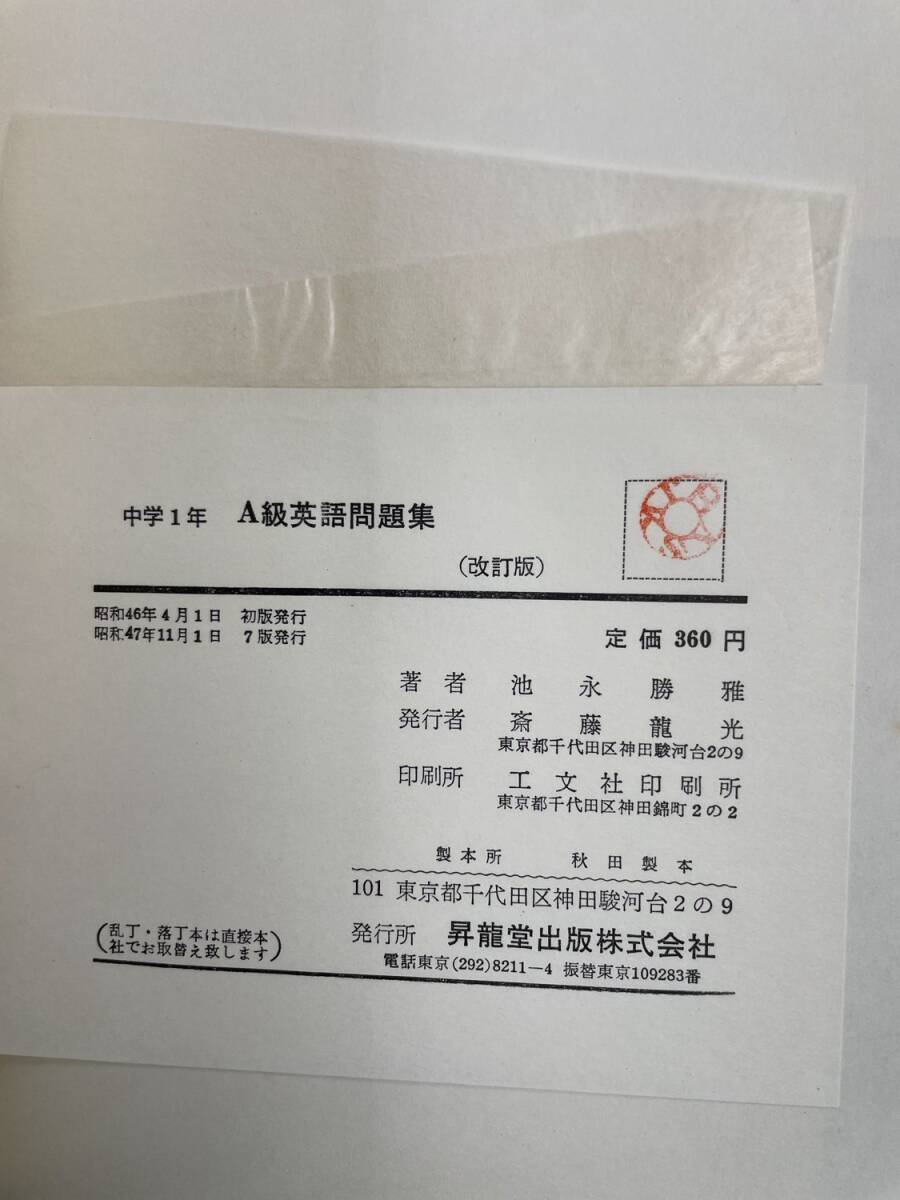 中学1年 A級英語問題集
(改訂版)
昭和46年4月1日 初版発行
昭和47年11月1日 7版発行
定価 360 円
著者 池永勝雅
発行者 斎藤龍光
東京都千代田区神田駿河台2の9
印刷所 工文社印刷所
東京都千代田区神田錦町2の2
製本所 秋田製本
101 東京都千代田区神田駿河台2の9
発行所 昇龍堂出版株式会社
電話東京(292)8211—4 振替東京109283番
(乱丁・落丁本は直接本
社でお取替え致します)